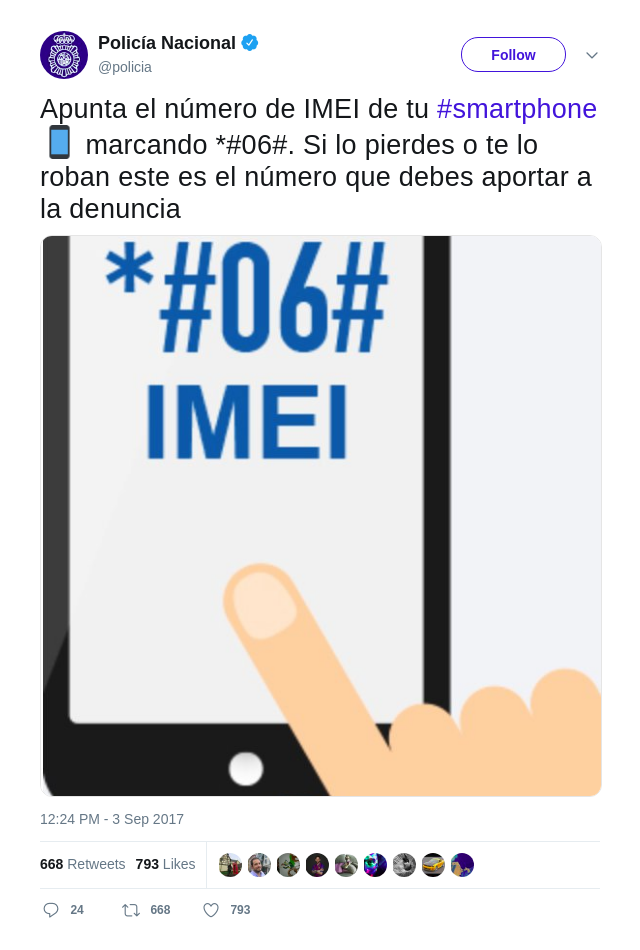 Policía Nacional
@policia
Follow
Apunta el número de IMEI de tu #smartphone
marcando *#06#. Si lo pierdes o te lo
roban este es el número que debes aportar a
la denuncia
*#06#
IMEI
12:24 PM - 3 Sep 2017
668 Retweets 793 Likes
24 668 793